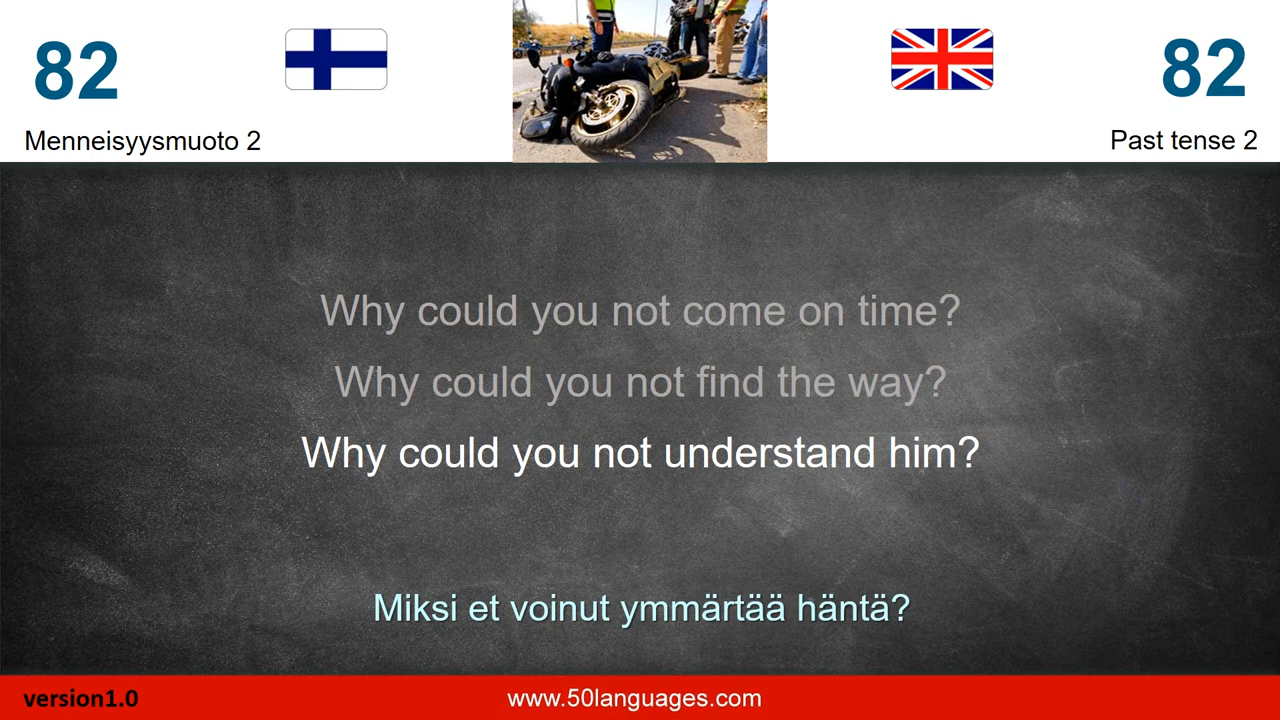 82
82
Menneisyysmuoto 2
Past tense 2
Why could you not come on time?
Why could you not find the way?
Why could you not understand him?
Miksi et voinut ymmärtää häntä?
version1.0
www.50languages.com